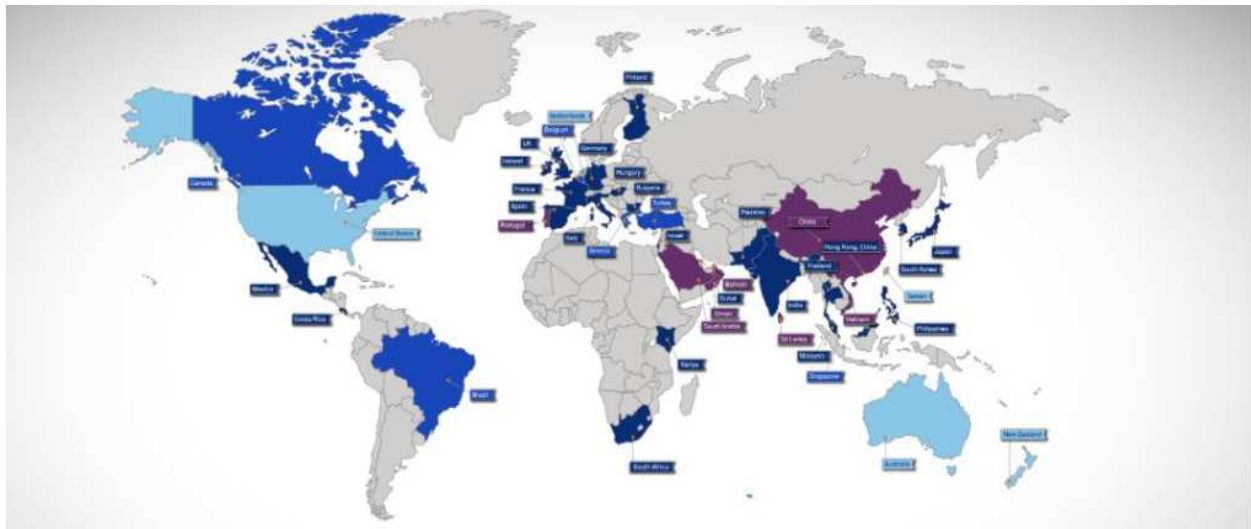 Finland
Netherlands
Belgium
Germany
UK
Ireland
Hungary
France
Bulgaria
Canada
Spain
Turkey
Pakistan
Portugal
China
United States
Italy
Israel
Greece
Hong Kong, China
Japan
Thailand
South Korea
Mexico
Bahrain
Dubai
India
Taiwan
Costa Rica
Oman
Vietnam
Saudi Arabia
Philippines
Sri Lanka
Malaysia
Kenya
Singapore
Brazil
New Zealand
Australia
South Africa